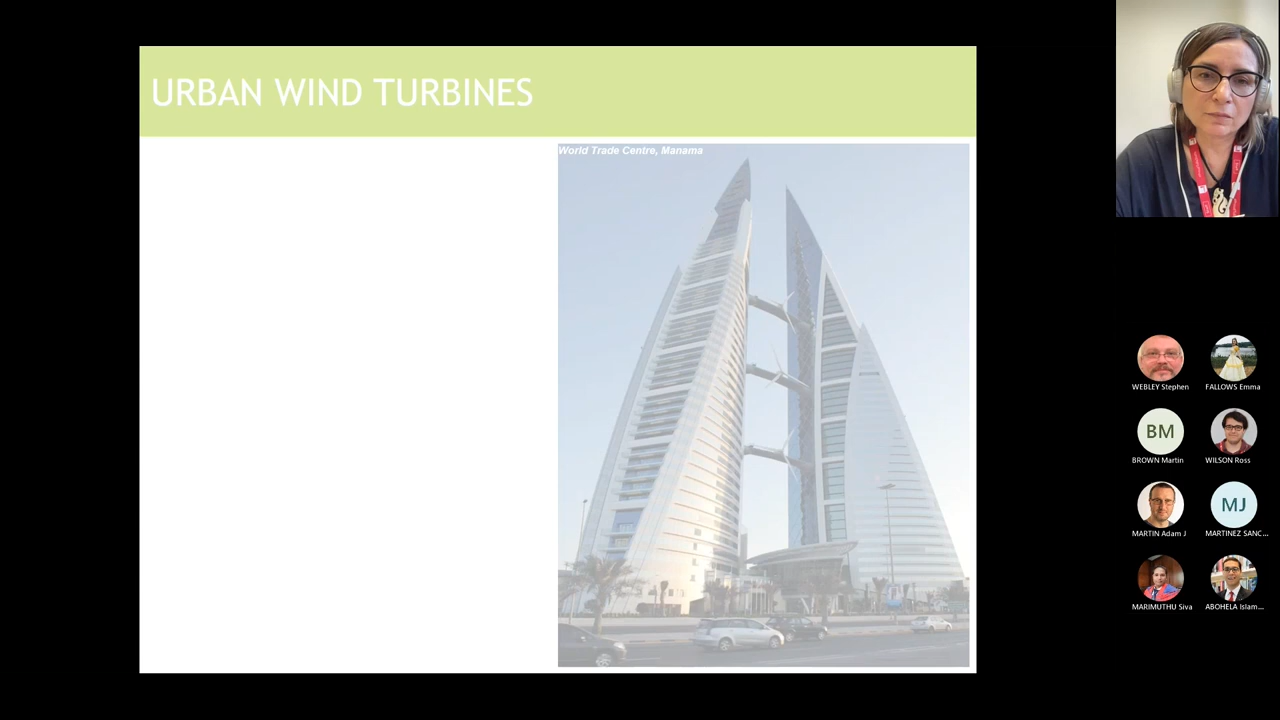 URBAN WIND TURBINES
World Trade Centre, Manama
WEBLEY Stephen
FALLOWS Emma
BM
BROWN Martin
WILSON Ross
MJ
MARTIN Adam J
MARTINEZ SANC...
MARIMUTHU Siva
ABOHELA Islam...